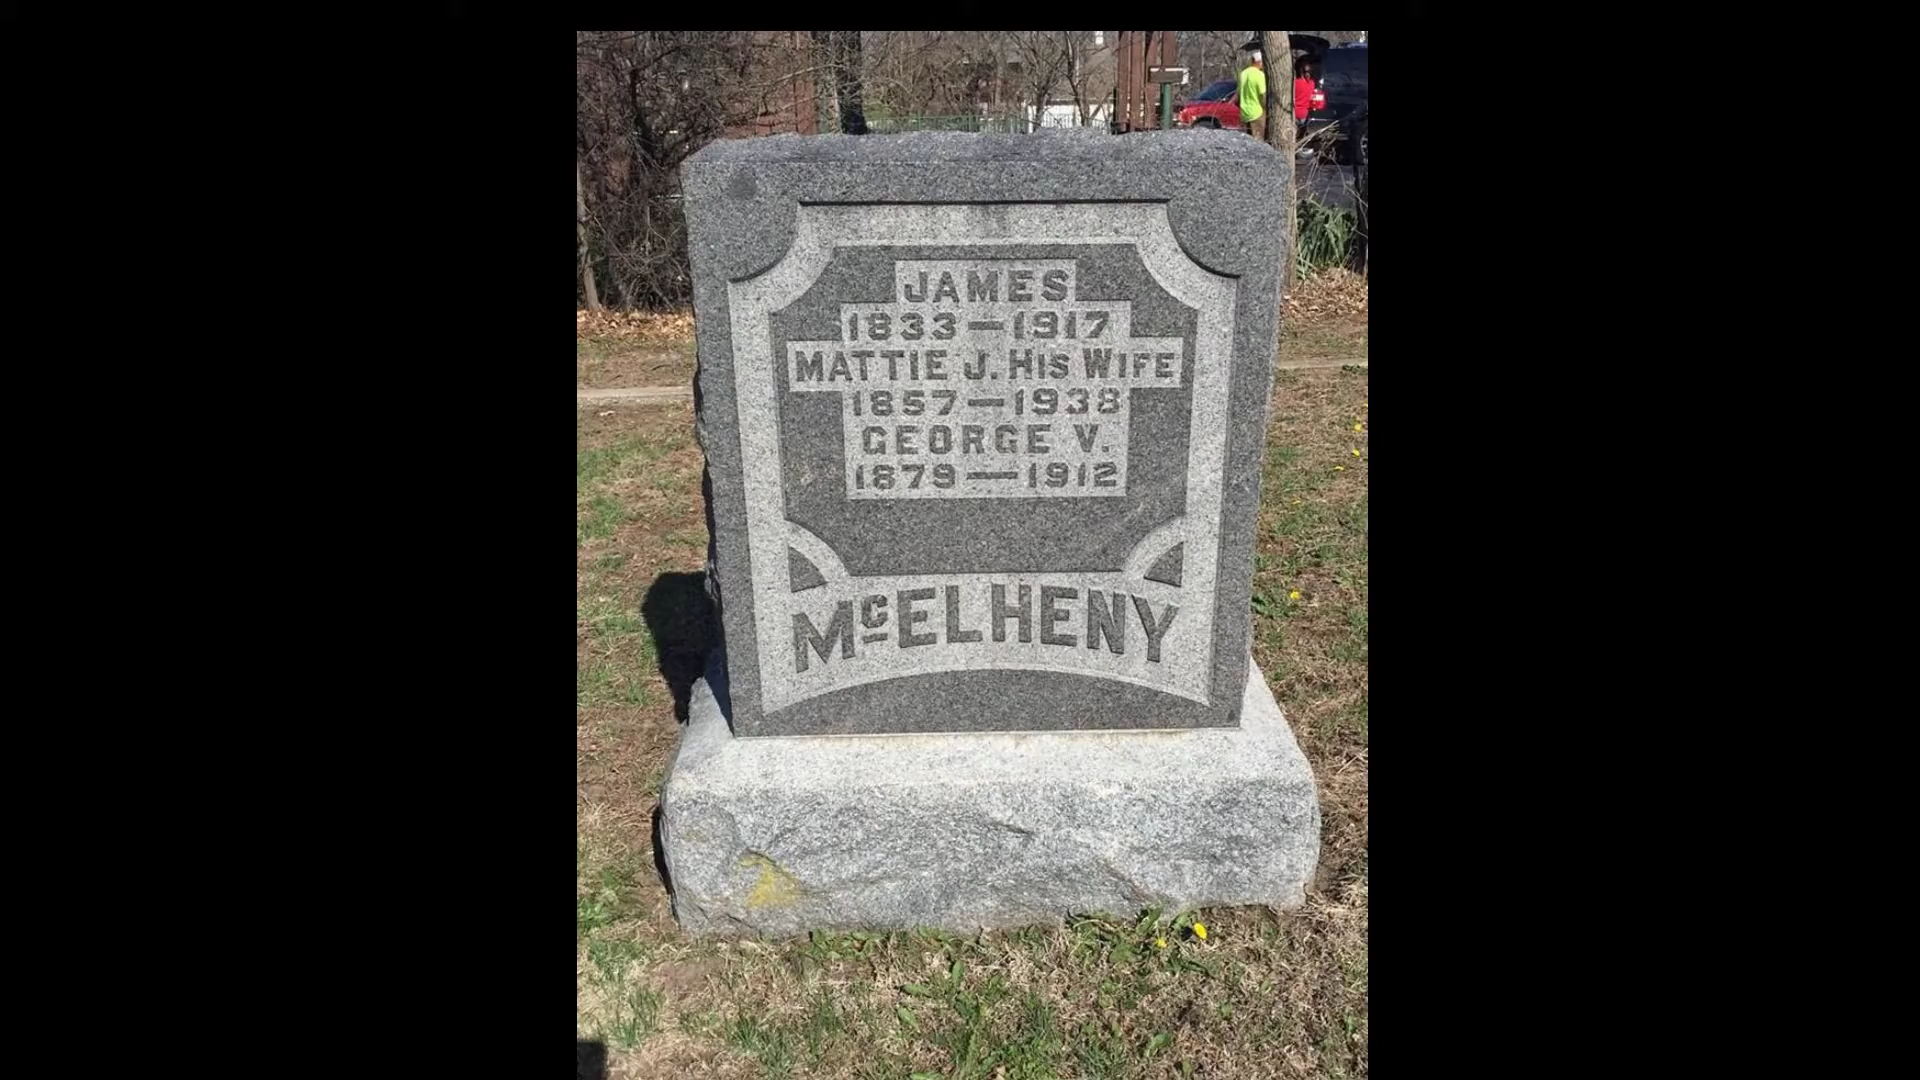 JAMES
1833—1917
MATTIE J. HIS WIFE
1857—1938
GEORGE V.
1879—1912
McELHENY